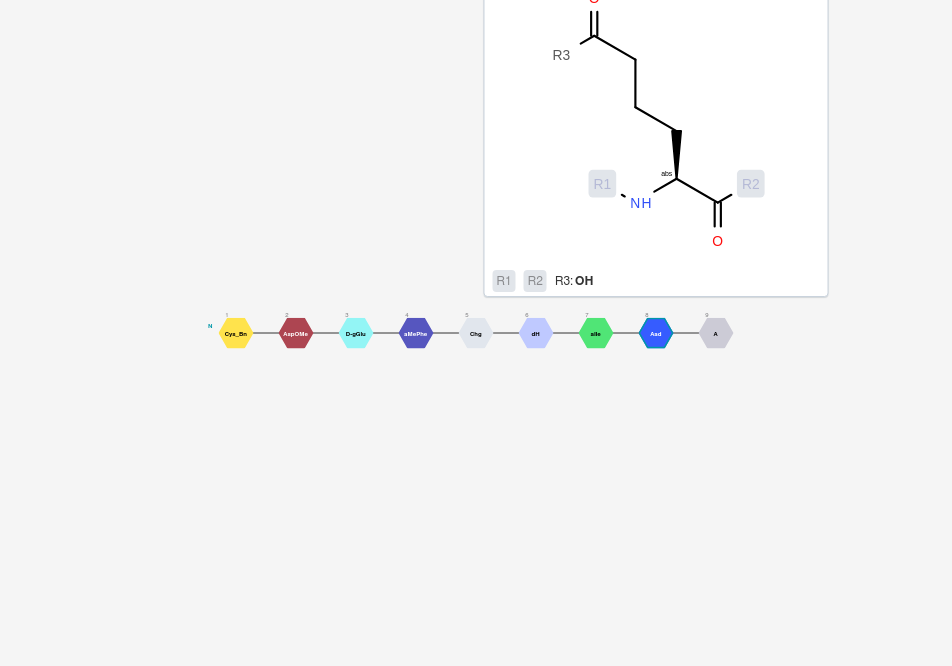 O
R3
abs
R1
R2
NH
O
R1 R2 R3: OH
1 2 3 4 5 6 7 8 9
N
Cys_Bn AspOMe D-gGlu aMePhe Chg dH aIle Aad A